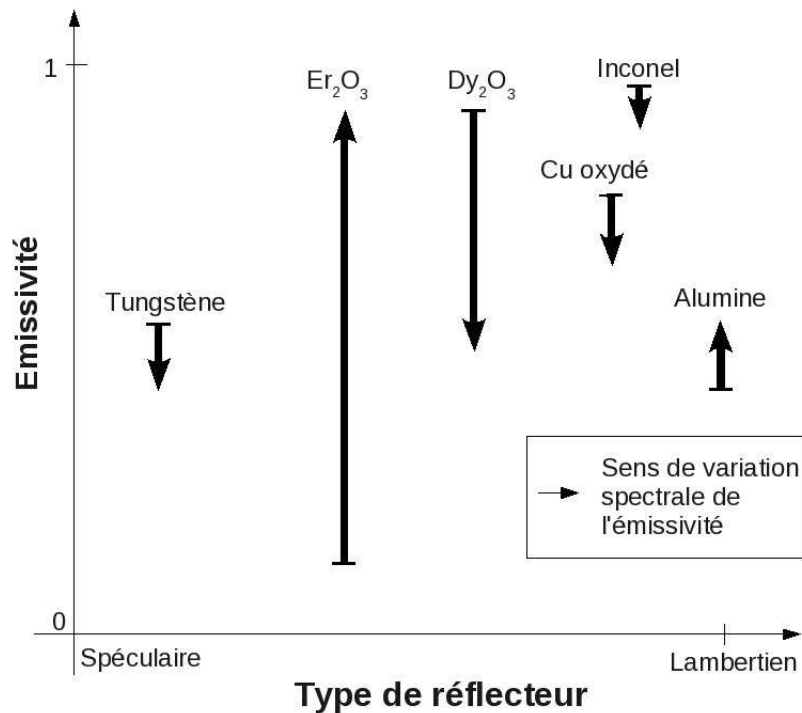 1
Er₂O₃
Dy₂O₃
Inconel
Cu oxydé
Tungstène
Alumine
Emissivité
Sens de variation
spectrale de
l'émissivité
0
Spéculaire
Lambertien
Type de réflecteur